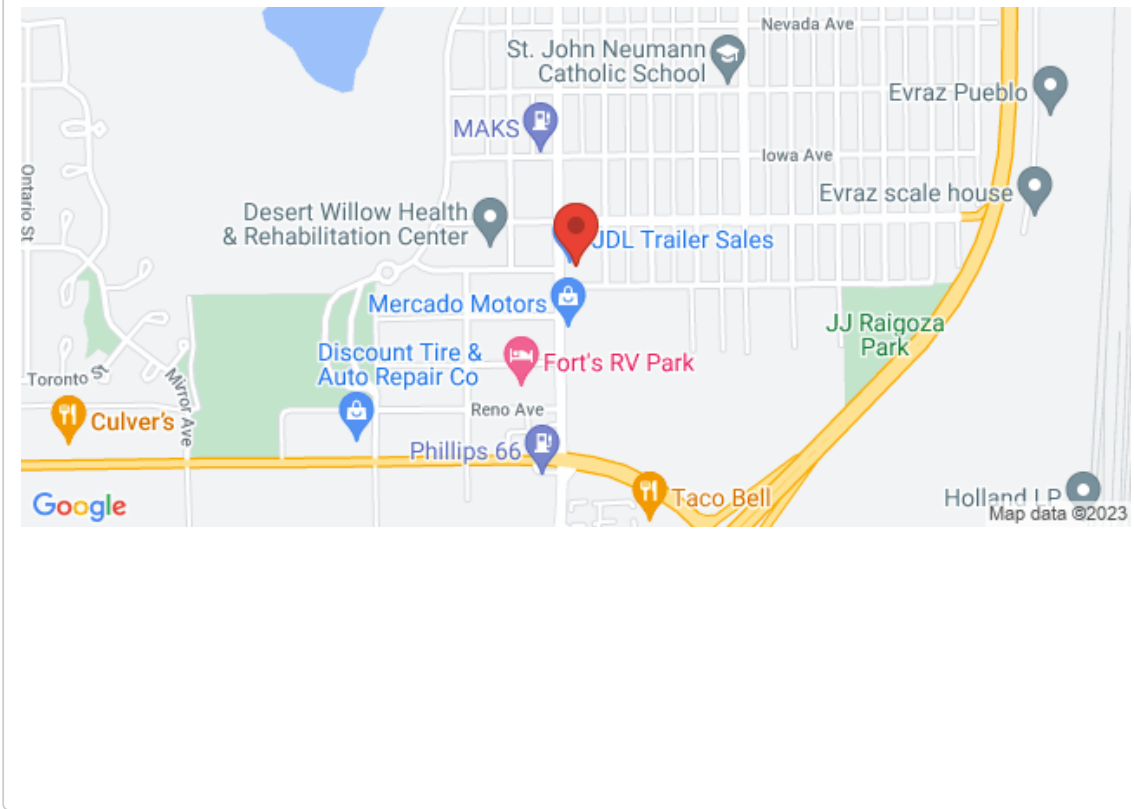 Nevada Ave
St. John Neumann
Catholic School
Evraz Pueblo
MAKS
Iowa Ave
Ontario St
Evraz scale house
Desert Willow Health
& Rehabilitation Center
JDL Trailer Sales
Mercado Motors
JJ Raigoza
Park
Discount Tire &
Auto Repair Co
Fort's RV Park
Toronto St
Mirror Ave
Reno Ave
Culver's
Phillips 66
Taco Bell
Holland LP
Google
Map data ©2023